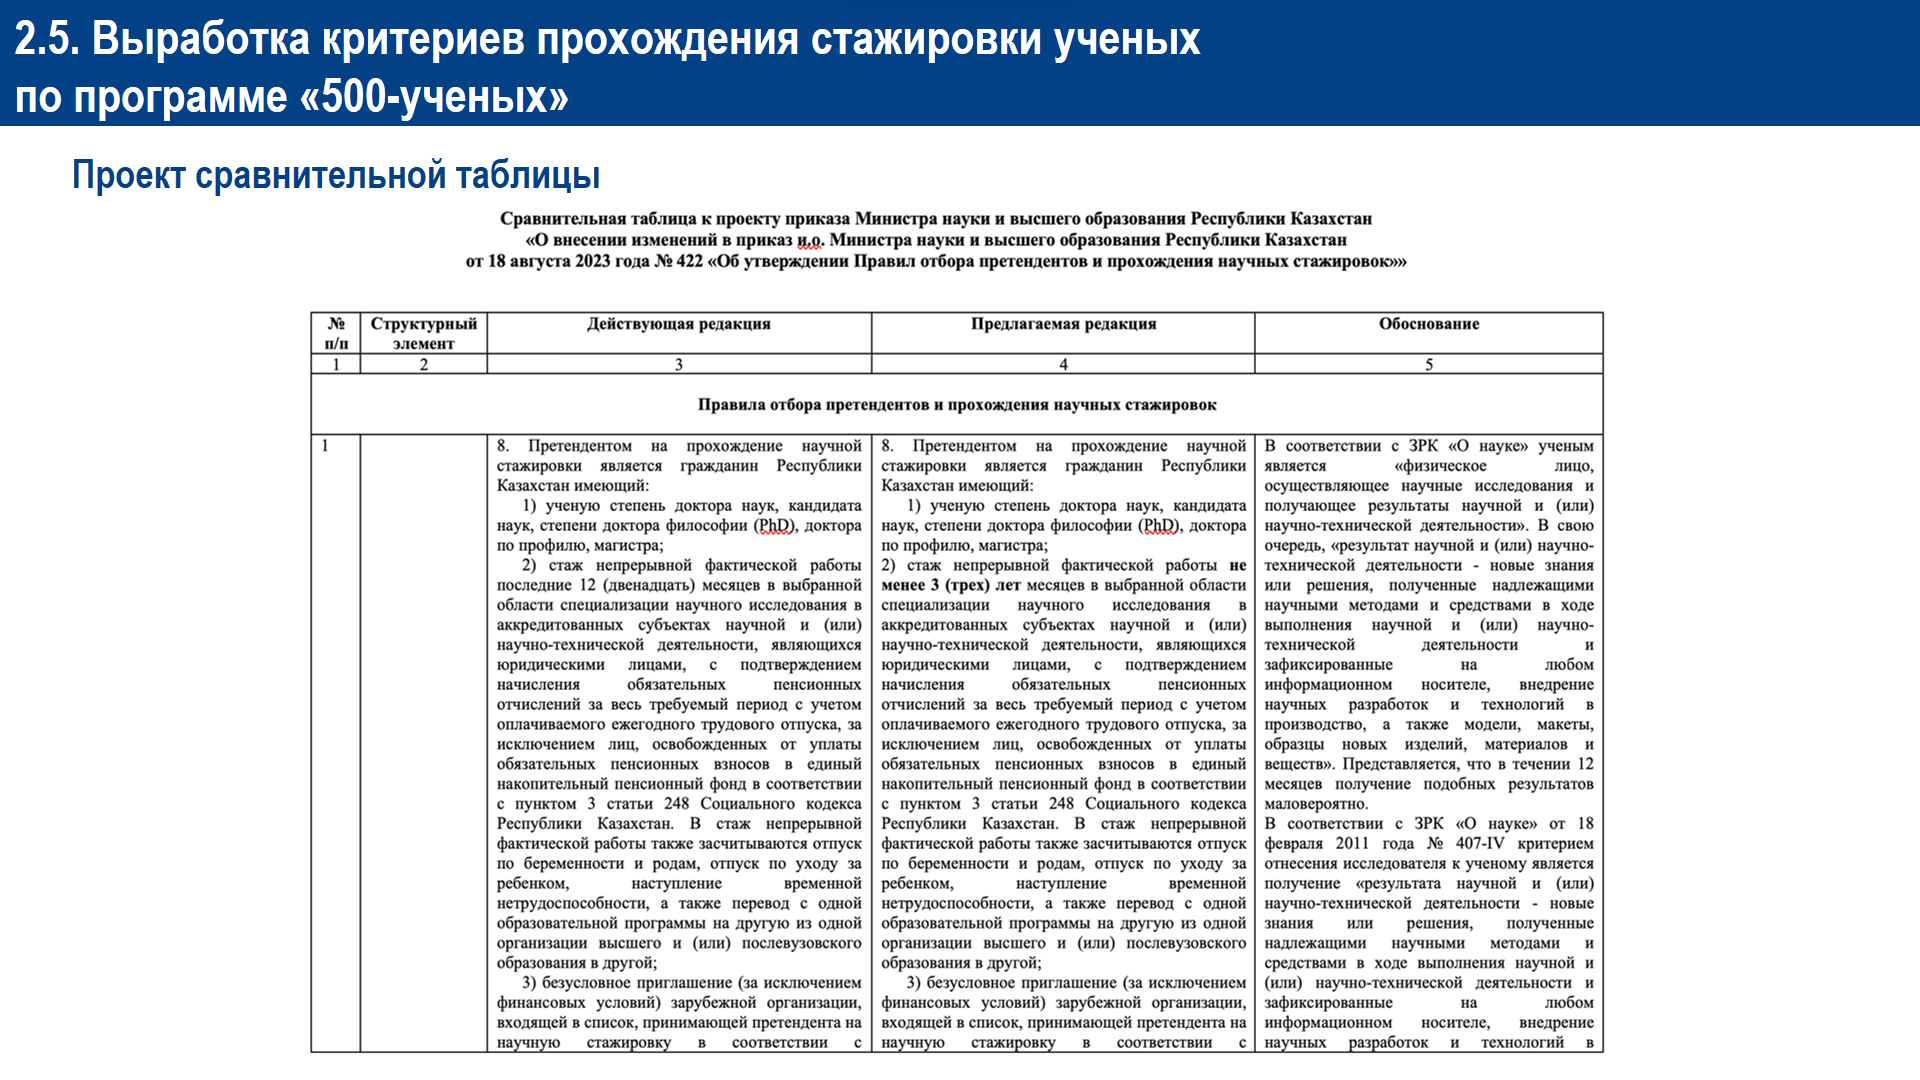 2.5. Выработка критериев прохождения стажировки ученых
по программе «500-ученых»
Проект сравнительной таблицы
Сравнительная таблица к проекту приказа Министра науки и высшего образования Республики Казахстан
«О внесении изменений в приказ и.о. Министра науки и высшего образования Республики Казахстан
от 18 августа 2023 года № 422 «Об утверждении Правил отбора претендентов и прохождения научных стажировок»»
№
п/п
Структурный
элемент
Действующая редакция
Предлагаемая редакция
Обоснование
1
2
3
4
5
Правила отбора претендентов и прохождения научных стажировок
1
8. Претендентом на прохождение научной
стажировки является гражданин Республики
Казахстан имеющий:
1) ученую степень доктора наук, кандидата
наук, степени доктора философии (PhD), доктора
по профилю, магистра;
2) стаж непрерывной фактической работы
последние 12 (двенадцать) месяцев в выбранной
области специализации научного исследования в
аккредитованных субъектах научной и (или)
научно-технической деятельности, являющихся
юридическими лицами, с подтверждением
начисления обязательных пенсионных
отчислений за весь требуемый период с учетом
оплачиваемого ежегодного трудового отпуска, за
исключением лиц, освобожденных от уплаты
обязательных пенсионных взносов в единый
накопительный пенсионный фонд в соответствии
с пунктом 3 статьи 248 Социального кодекса
Республики Казахстан. В стаж непрерывной
фактической работы также засчитываются отпуск
по беременности и родам, отпуск по уходу за
ребенком, наступление временной
нетрудоспособности, а также перевод с одной
образовательной программы на другую из одной
организации высшего и (или) послевузовского
образования в другой;
3) безусловное приглашение (за исключением
финансовых условий) зарубежной организации,
входящей в список, принимающей претендента на
научную стажировку в соответствии с
8. Претендентом на прохождение научной
стажировки является гражданин Республики
Казахстан имеющий:
1) ученую степень доктора наук, кандидата
наук, степени доктора философии (PhD), доктора
по профилю, магистра;
2) стаж непрерывной фактической работы не
менее 3 (трех) лет месяцев в выбранной области
специализации научного исследования в
аккредитованных субъектах научной и (или)
научно-технической деятельности, являющихся
юридическими лицами, с подтверждением
начисления обязательных пенсионных
отчислений за весь требуемый период с учетом
оплачиваемого ежегодного трудового отпуска, за
исключением лиц, освобожденных от уплаты
обязательных пенсионных взносов в единый
накопительный пенсионный фонд в соответствии
с пунктом 3 статьи 248 Социального кодекса
Республики Казахстан. В стаж непрерывной
фактической работы также засчитываются отпуск
по беременности и родам, отпуск по уходу за
ребенком, наступление временной
нетрудоспособности, а также перевод с одной
образовательной программы на другую из одной
организации высшего и (или) послевузовского
образования в другой;
3) безусловное приглашение (за исключением
финансовых условий) зарубежной организации,
входящей в список, принимающей претендента на
научную стажировку в соответствии с
В соответствии с ЗРК «О науке» ученым
является «физическое лицо,
осуществляющее научные исследования и
получающее результаты научной и (или)
научно-технической деятельности». В свою
очередь, «результат научной и (или) научно-
технической деятельности - новые знания
или решения, полученные надлежащими
научными методами и средствами в ходе
выполнения научной и (или) научно-
технической деятельности и
зафиксированные на любом
информационном носителе, внедрение
научных разработок и технологий в
производство, а также модели, макеты,
образцы новых изделий, материалов и
веществ». Представляется, что в течении 12
месяцев получение подобных результатов
маловероятно.
В соответствии с ЗРК «О науке» от 18
февраля 2011 года № 407-IV критерием
отнесения исследователя к ученому является
получение «результата научной и (или)
научно-технической деятельности - новые
знания или решения, полученные
надлежащими научными методами и
средствами в ходе выполнения научной и
(или) научно-технической деятельности и
зафиксированные на любом
информационном носителе, внедрение
научных разработок и технологий в